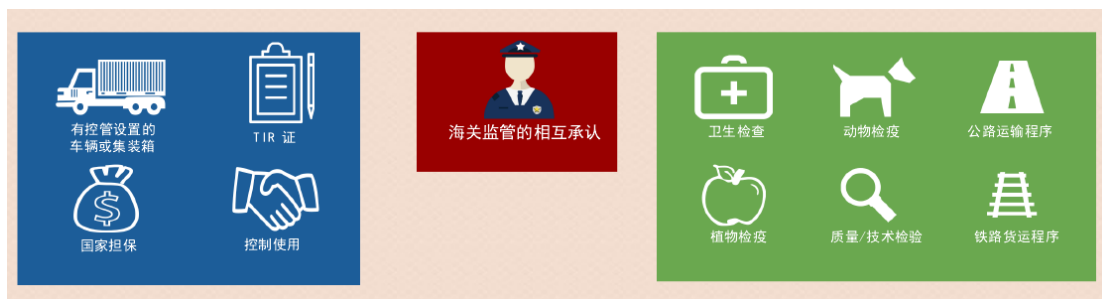 有控管设置的
车辆或集装箱
TIR 证
国家担保
控制使用
海关监管的相互承认
卫生检查
动物检疫
公路运输程序
植物检疫
质量/技术检验
铁路货运程序